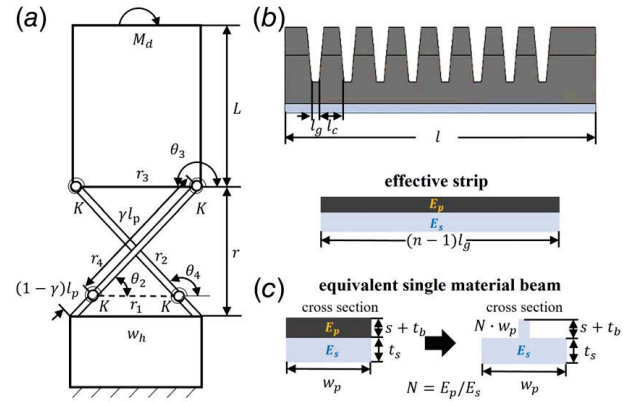 (a)
M_d
L
θ_3
r_3
K
K
γl_p
r
r_4
r_2
(1 − γ)l_p
θ_2
θ_4
K
r_1
K
w_h
(b)
l_g
l_c
l
effective strip
E_p
E_s
(n−1)l_g
(c)
equivalent single material beam
cross section
cross section
E_p
s + t_b
E_s
t_s
w_p
N · w_p
s + t_b
E_s
t_s
w_p
N = E_p/E_s